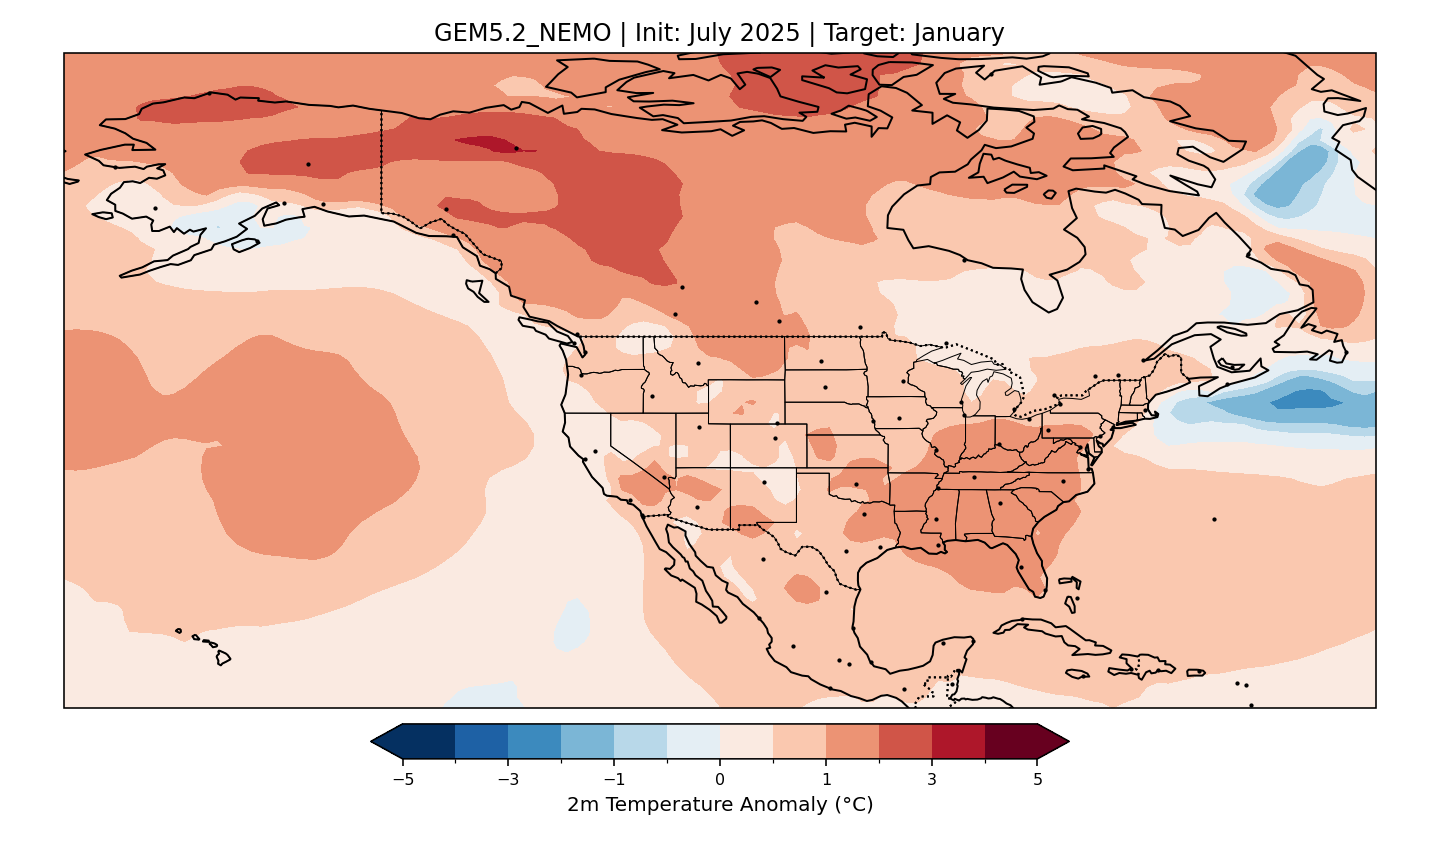 GEM5.2_NEMO | Init: July 2025 | Target: January
−5 −3 −1 0 1 3 5
2m Temperature Anomaly (°C)